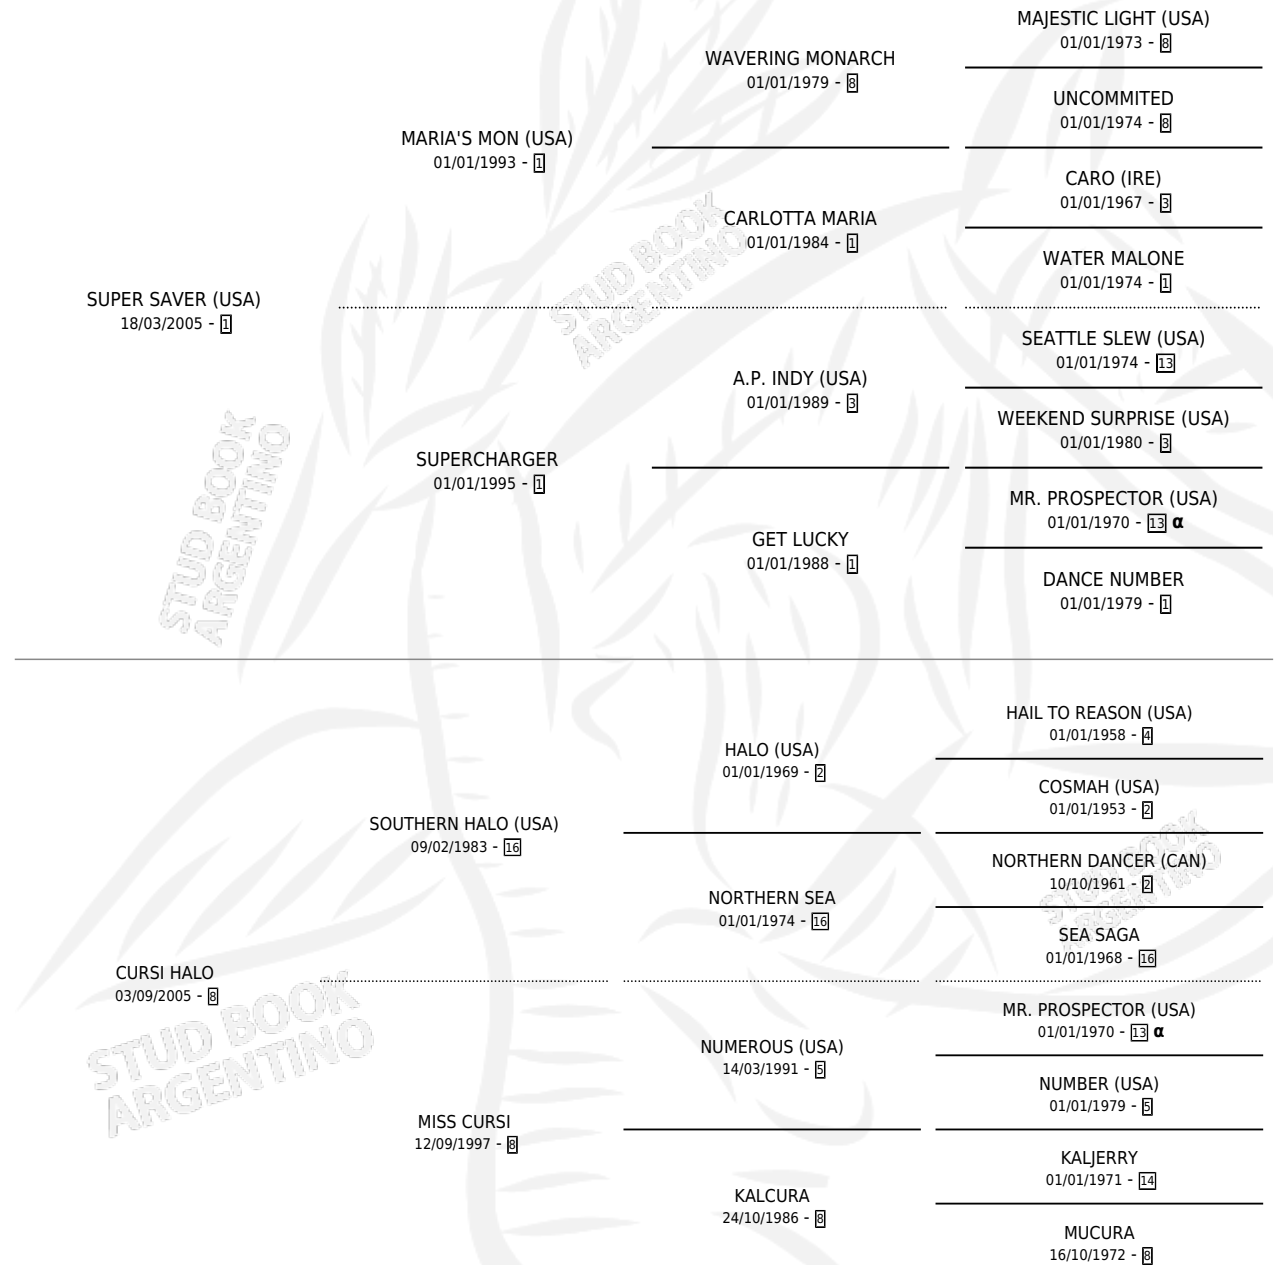 MAJESTIC LIGHT (USA)
01/01/1973 - 8
WAVERING MONARCH
01/01/1979 - 8
UNCOMMITED
01/01/1974 - 8
MARIA'S MON (USA)
01/01/1993 - 1
CARO (IRE)
01/01/1967 - 3
CARLOTTA MARIA
01/01/1984 - 1
WATER MALONE
01/01/1974 - 1
SUPER SAVER (USA)
18/03/2005 - 1
SEATTLE SLEW (USA)
01/01/1974 - 13
A.P. INDY (USA)
01/01/1989 - 3
WEEKEND SURPRISE (USA)
01/01/1980 - 3
SUPERCHARGER
01/01/1995 - 1
MR. PROSPECTOR (USA)
01/01/1970 - 13 α
GET LUCKY
01/01/1988 - 1
DANCE NUMBER
01/01/1979 - 1
HAIL TO REASON (USA)
01/01/1958 - 4
HALO (USA)
01/01/1969 - 2
COSMAH (USA)
01/01/1953 - 2
SOUTHERN HALO (USA)
09/02/1983 - 16
NORTHERN DANCER (CAN)
10/10/1961 - 2
NORTHERN SEA
01/01/1974 - 16
SEA SAGA
01/01/1968 - 16
CURSI HALO
03/09/2005 - 8
MR. PROSPECTOR (USA)
01/01/1970 - 13 α
NUMEROUS (USA)
14/03/1991 - 5
NUMBER (USA)
01/01/1979 - 5
MISS CURSI
12/09/1997 - 8
KALJERRY
01/01/1971 - 14
KALCURA
24/10/1986 - 8
MUCURA
16/10/1972 - 8
STUD BOOK
ARGENTINO
STUD BOOK
ARGENTINO
STUD BOOK
ARGENTINO
STUD BOOK
ARGENTINO